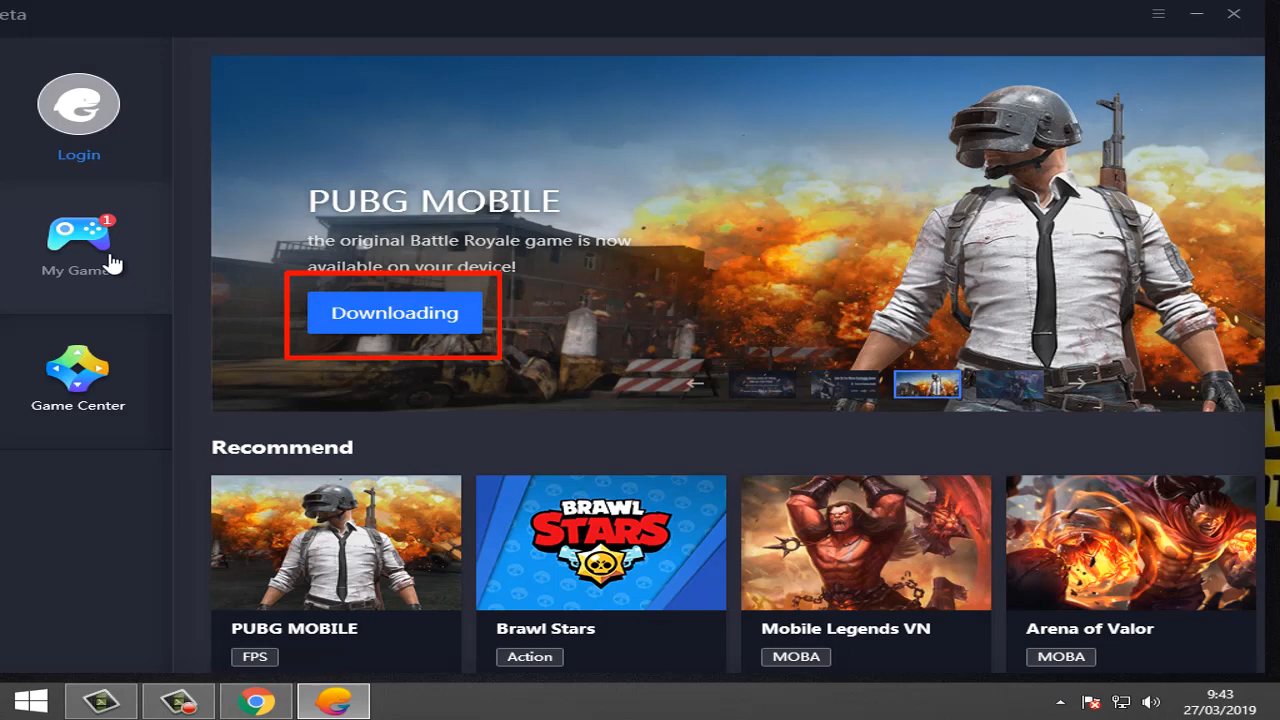 eta
Login
1
My Game
Game Center
PUBG MOBILE
the original Battle Royale game is now
available on your device!
Downloading
Recommend
BRAWL
STARS
PUBG MOBILE
FPS
Brawl Stars
Action
Mobile Legends VN
MOBA
Arena of Valor
MOBA
9:43
27/03/2019